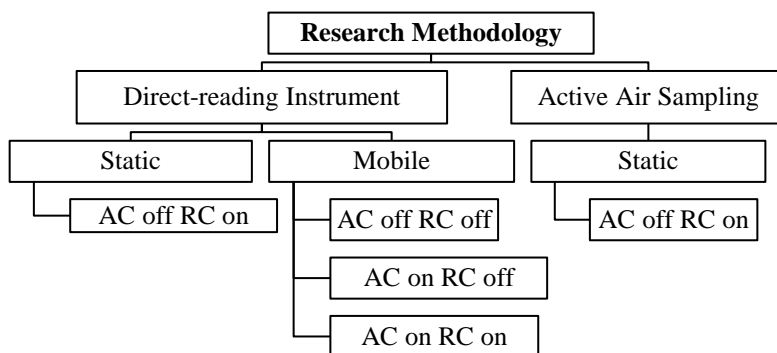 Research Methodology
Direct-reading Instrument
Active Air Sampling
Static
Mobile
Static
AC off RC on
AC off RC off
AC off RC on
AC on RC off
AC on RC on